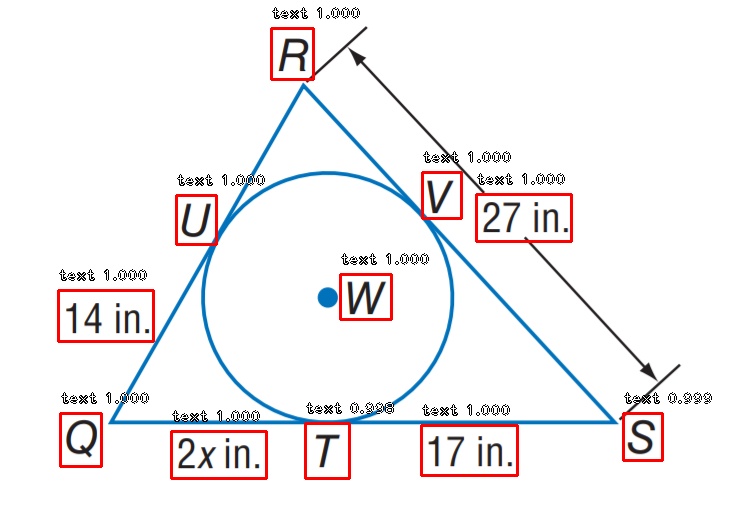 text 1.000
R
text 1.000
V
text 1.000
27 in.
text 1.000
U
text 1.000
W
text 1.000
14 in.
text 1.000
Q
text 1.000
2x in.
text 0.998
T
text 1.000
17 in.
text 0.999
S